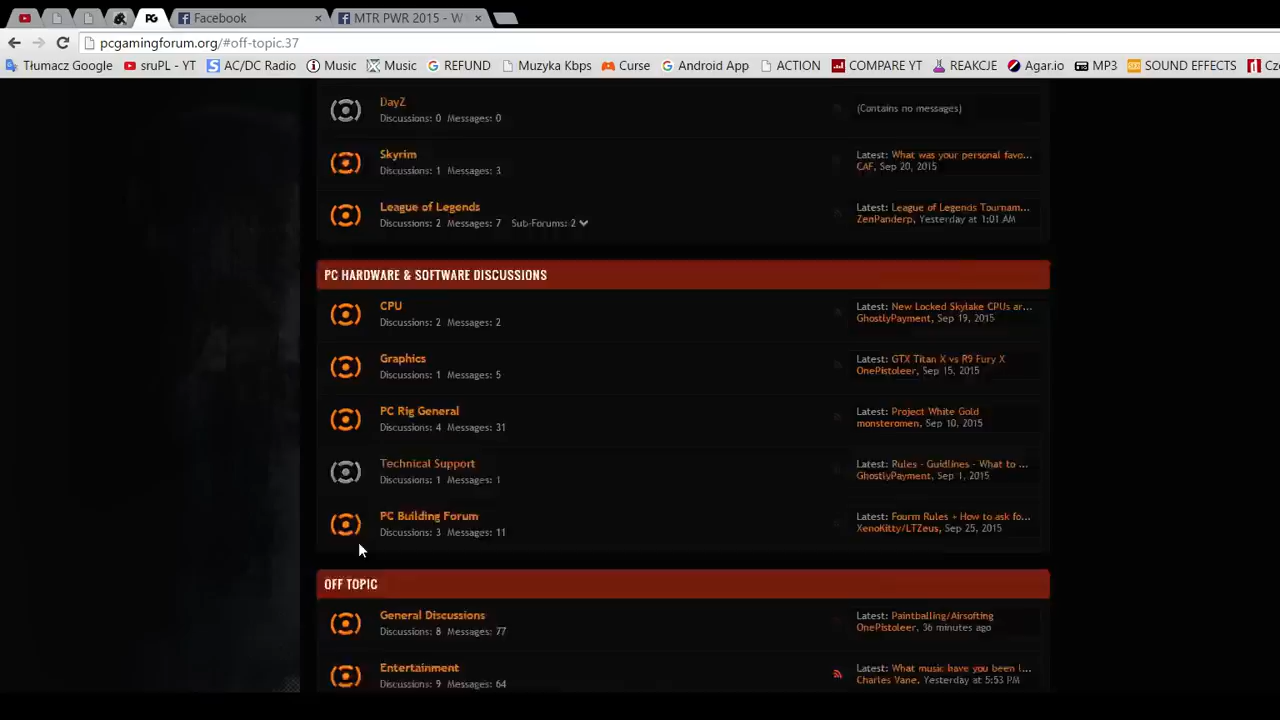 PG Facebook × MTR PWR 2015 - W ×
pcgamingforum.org/#off-topic.37
Tłumacz Google sruPL - YT AC/DC Radio Music Music REFUND Muzyka Kbps Curse Android App ACTION COMPARE YT REAKCJE Agar.io MP3 SOUND EFFECTS
DayZ
Discussions: 0 Messages: 0
(Contains no messages)
Skyrim
Discussions: 1 Messages: 3
Latest: What was your personal favo...
CAF, Sep 20, 2015
League of Legends
Discussions: 2 Messages: 7 Sub-Forums: 2
Latest: League of Legends Tournam...
ZenPanderp, Yesterday at 1:01 AM
PC HARDWARE & SOFTWARE DISCUSSIONS
CPU
Discussions: 2 Messages: 2
Latest: New Locked Skylake CPUs ar...
GhostlyPayment, Sep 19, 2015
Graphics
Discussions: 1 Messages: 5
Latest: GTX Titan X vs R9 Fury X
OnePistoleer, Sep 15, 2015
PC Rig General
Discussions: 4 Messages: 31
Latest: Project White Gold
monsteromen, Sep 10, 2015
Technical Support
Discussions: 1 Messages: 1
Latest: Rules - Guidlines - What to ...
GhostlyPayment, Sep 1, 2015
PC Building Forum
Discussions: 3 Messages: 11
Latest: Fourm Rules + How to ask fo...
XenoKitty/LTZeus, Sep 25, 2015
OFF TOPIC
General Discussions
Discussions: 8 Messages: 77
Latest: Paintballing/Airsofting
OnePistoleer, 36 minutes ago
Entertainment
Discussions: 9 Messages: 64
Latest: What music have you been l...
Charles Vane, Yesterday at 5:53 PM